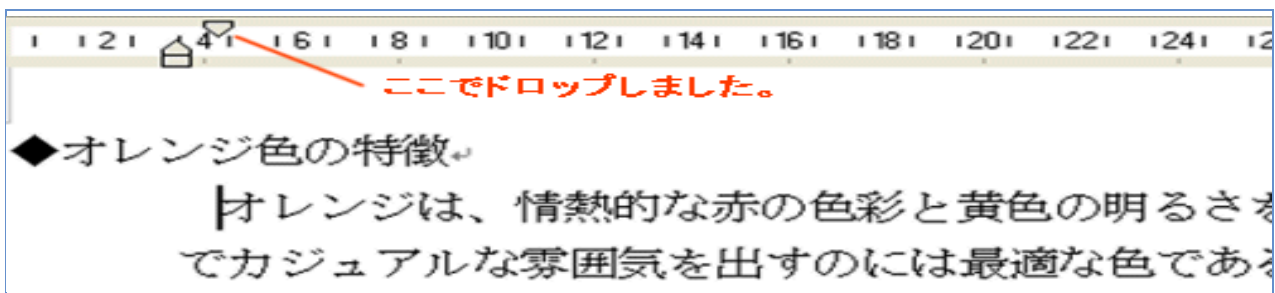 2 4 6 8 10 12 14 16 18 20 22 24
ここでドロップしました。
◆オレンジ色の特徴
オレンジは、情熱的な赤の色彩と黄色の明るさ
でカジュアルな雰囲気を出すのには最適な色であ